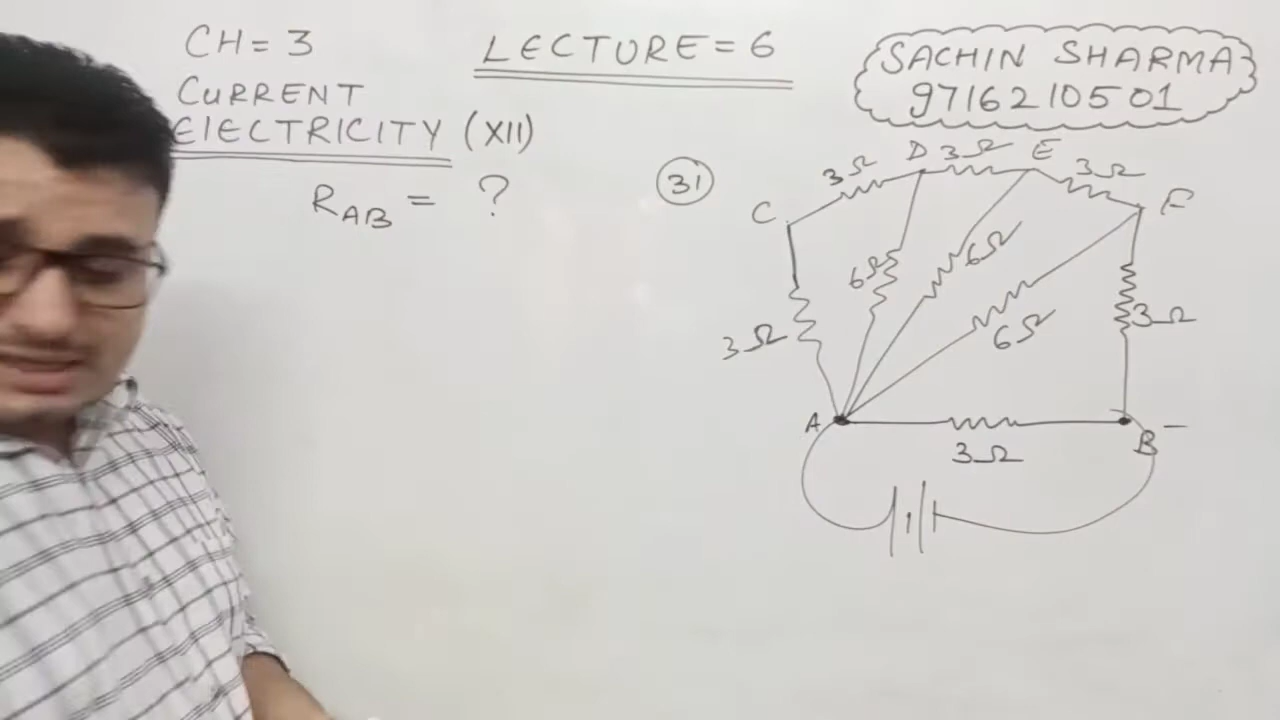 CH = 3
CURRENT
ElECTRICITY (XII)
LECTURE = 6
SACHIN SHARMA
9716210501
R_AB = ?
31
3Ω D 3Ω E 3Ω
C F
6Ω 6Ω
3Ω 6Ω 3Ω
A B –
3Ω